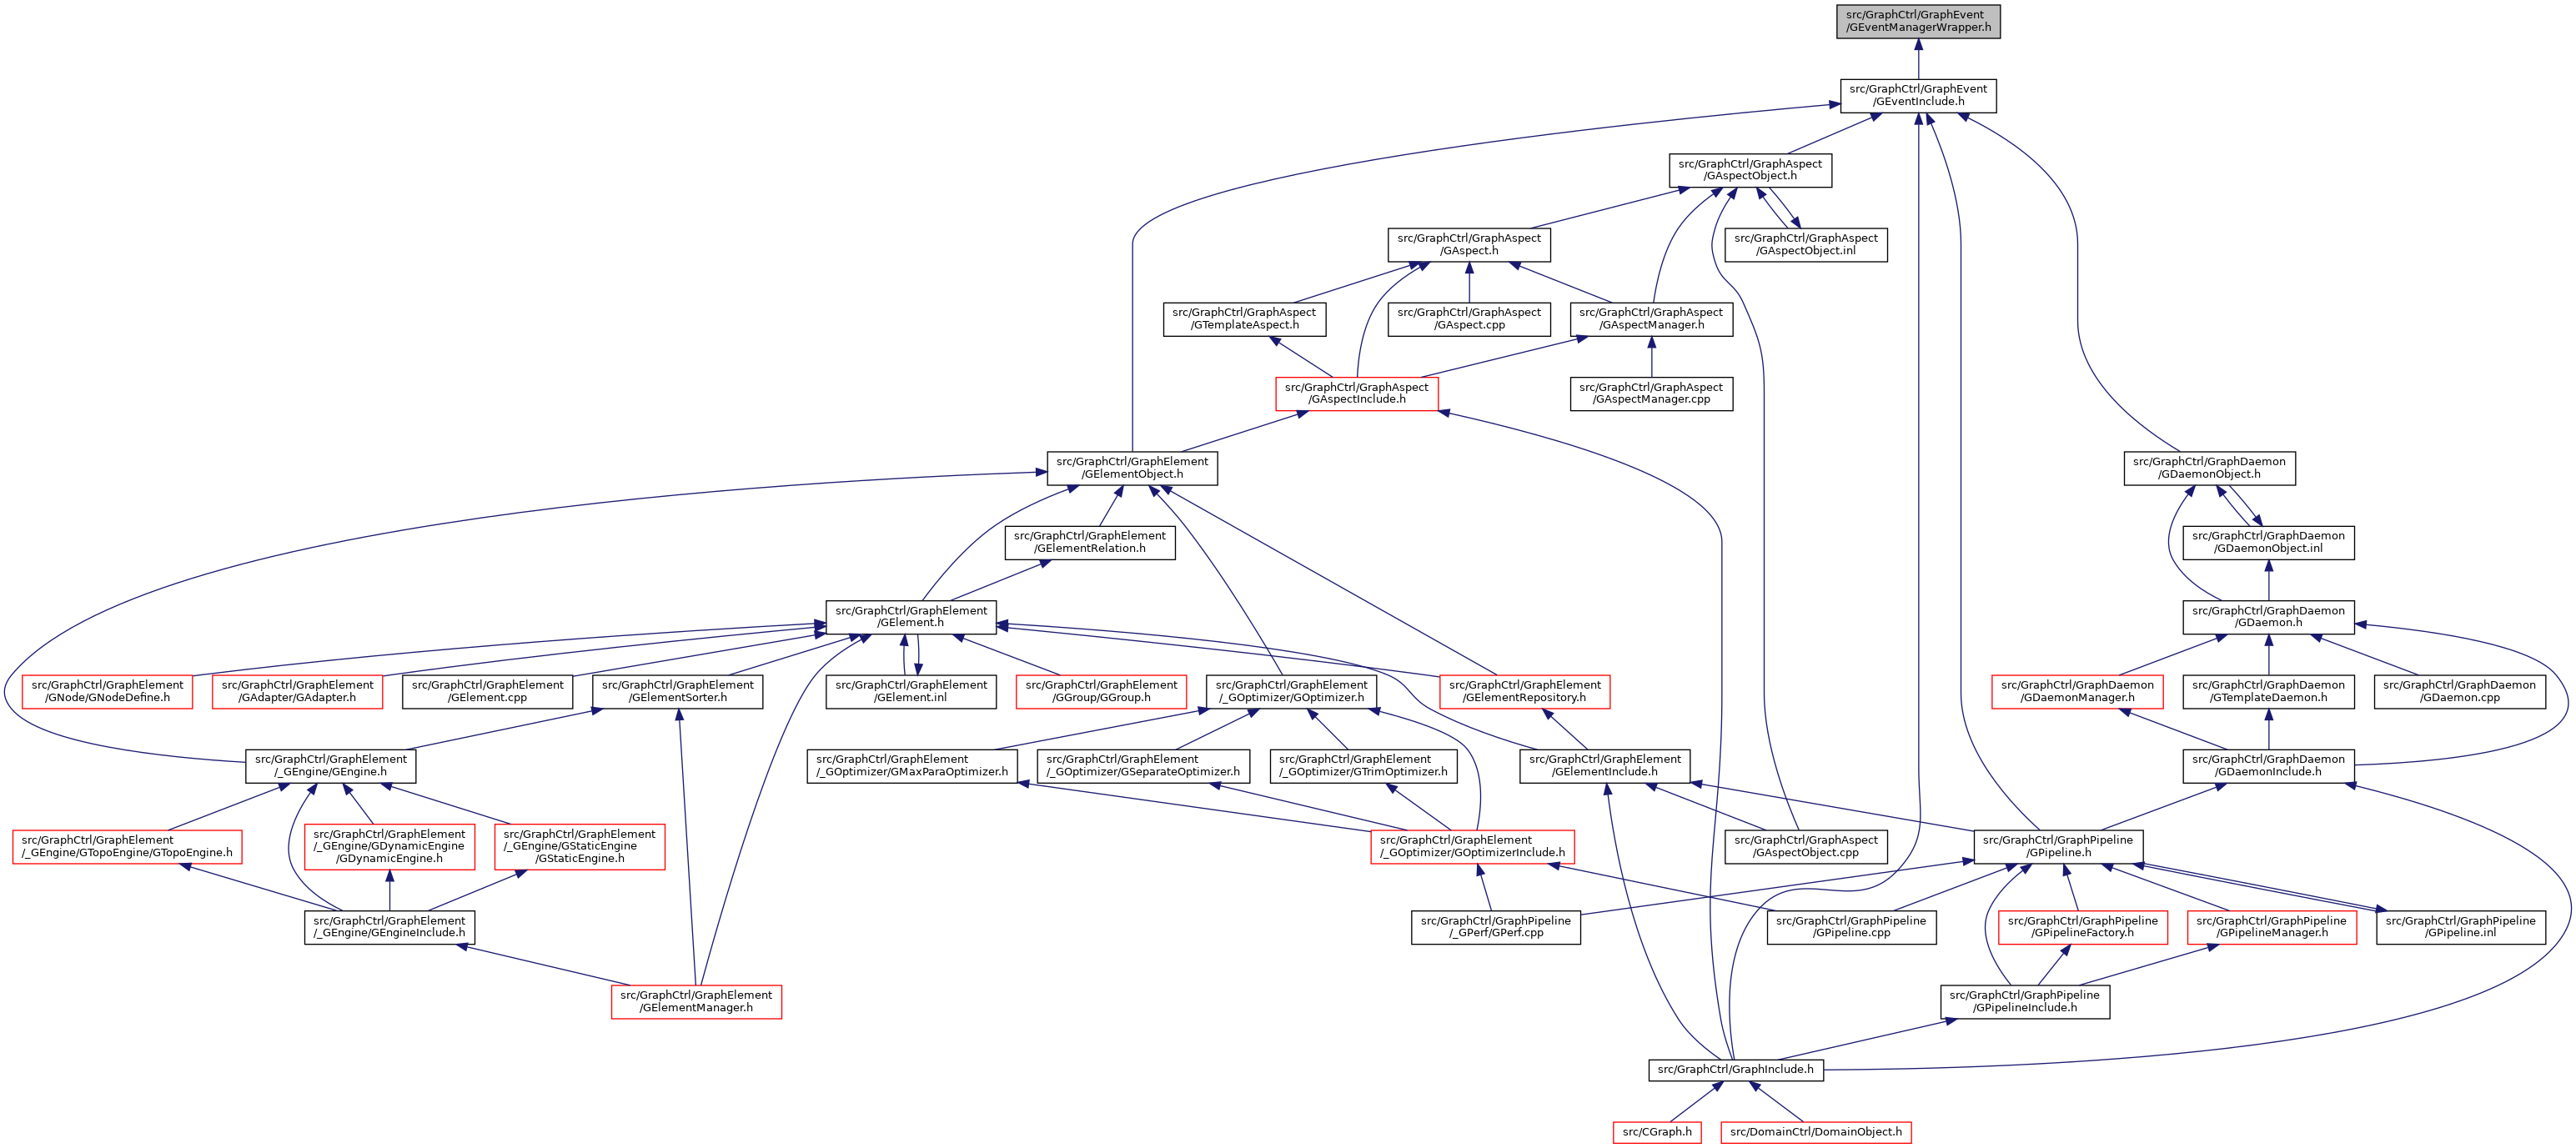 src/GraphCtrl/GraphEvent
/GEventManagerWrapper.h
src/GraphCtrl/GraphEvent
/GEventInclude.h
src/GraphCtrl/GraphAspect
/GAspectObject.h
src/GraphCtrl/GraphAspect
/GAspect.h
src/GraphCtrl/GraphAspect
/GAspectObject.inl
src/GraphCtrl/GraphAspect
/GTemplateAspect.h
src/GraphCtrl/GraphAspect
/GAspect.cpp
src/GraphCtrl/GraphAspect
/GAspectManager.h
src/GraphCtrl/GraphAspect
/GAspectInclude.h
src/GraphCtrl/GraphAspect
/GAspectManager.cpp
src/GraphCtrl/GraphElement
/GElementObject.h
src/GraphCtrl/GraphDaemon
/GDaemonObject.h
src/GraphCtrl/GraphElement
/GElementRelation.h
src/GraphCtrl/GraphDaemon
/GDaemonObject.inl
src/GraphCtrl/GraphElement
/GElement.h
src/GraphCtrl/GraphDaemon
/GDaemon.h
src/GraphCtrl/GraphElement
/GNode/GNodeDefine.h
src/GraphCtrl/GraphElement
/GAdapter/GAdapter.h
src/GraphCtrl/GraphElement
/GElement.cpp
src/GraphCtrl/GraphElement
/GElementSorter.h
src/GraphCtrl/GraphElement
/GElement.inl
src/GraphCtrl/GraphElement
/GGroup/GGroup.h
src/GraphCtrl/GraphElement
/_GOptimizer/GOptimizer.h
src/GraphCtrl/GraphElement
/GElementRepository.h
src/GraphCtrl/GraphDaemon
/GDaemonManager.h
src/GraphCtrl/GraphDaemon
/GTemplateDaemon.h
src/GraphCtrl/GraphDaemon
/GDaemon.cpp
src/GraphCtrl/GraphElement
/_GEngine/GEngine.h
src/GraphCtrl/GraphElement
/_GOptimizer/GMaxParaOptimizer.h
src/GraphCtrl/GraphElement
/_GOptimizer/GSeparateOptimizer.h
src/GraphCtrl/GraphElement
/_GOptimizer/GTrimOptimizer.h
src/GraphCtrl/GraphElement
/GElementInclude.h
src/GraphCtrl/GraphDaemon
/GDaemonInclude.h
src/GraphCtrl/GraphElement
/_GEngine/GTopoEngine/GTopoEngine.h
src/GraphCtrl/GraphElement
/_GEngine/GDynamicEngine
/GDynamicEngine.h
src/GraphCtrl/GraphElement
/_GEngine/GStaticEngine
/GStaticEngine.h
src/GraphCtrl/GraphElement
/_GOptimizer/GOptimizerInclude.h
src/GraphCtrl/GraphAspect
/GAspectObject.cpp
src/GraphCtrl/GraphPipeline
/GPipeline.h
src/GraphCtrl/GraphElement
/_GEngine/GEngineInclude.h
src/GraphCtrl/GraphPipeline
/_GPerf/GPerf.cpp
src/GraphCtrl/GraphPipeline
/GPipeline.cpp
src/GraphCtrl/GraphPipeline
/GPipelineFactory.h
src/GraphCtrl/GraphPipeline
/GPipelineManager.h
src/GraphCtrl/GraphPipeline
/GPipeline.inl
src/GraphCtrl/GraphElement
/GElementManager.h
src/GraphCtrl/GraphPipeline
/GPipelineInclude.h
src/GraphCtrl/GraphInclude.h
src/CGraph.h
src/DomainCtrl/DomainObject.h